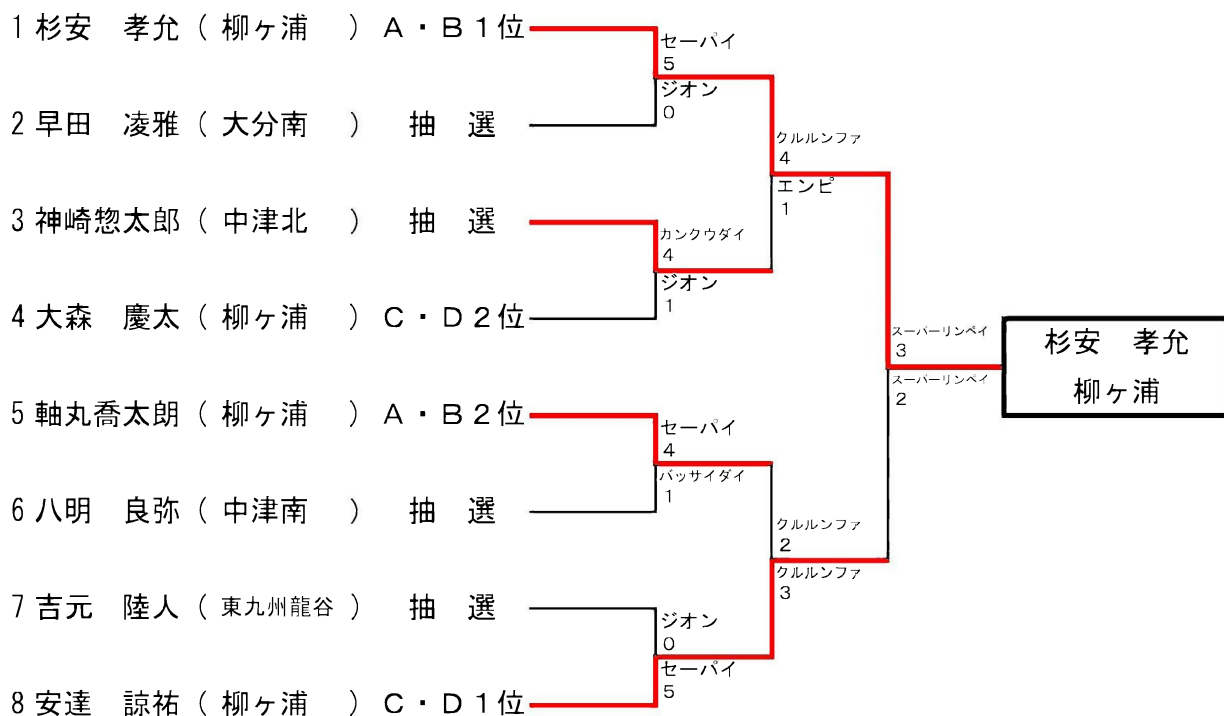 1 杉安 孝允 ( 柳ヶ浦 ) A・B1位
セーパイ
5
ジオン
0
2 早田 凌雅 ( 大分南 ) 抽 選
クルルンファ
4
エンピ
1
3 神崎惣太郎 ( 中津北 ) 抽 選
カンクウダイ
4
ジオン
1
4 大森 慶太 ( 柳ヶ浦 ) C・D2位
スーパーリンペイ
3
スーパーリンペイ
2
杉安 孝允
柳ヶ浦
5 軸丸喬太朗 ( 柳ヶ浦 ) A・B2位
セーパイ
4
バッサイダイ
1
6 八明 良弥 ( 中津南 ) 抽 選
クルルンファ
2
クルルンファ
3
7 吉元 陸人 ( 東九州龍谷 ) 抽 選
ジオン
0
セーパイ
5
8 安達 諒祐 ( 柳ヶ浦 ) C・D1位